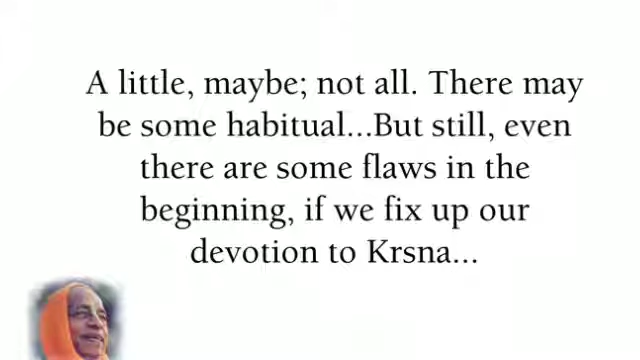 A little, maybe; not all. There may
be some habitual...But still, even
there are some flaws in the
beginning, if we fix up our
devotion to Krsna...